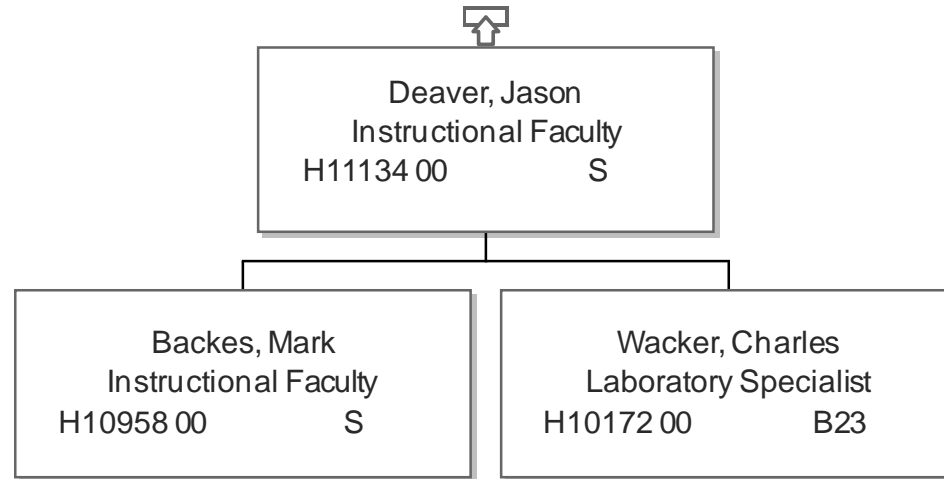 Deaver, Jason
Instructional Faculty
H11134 00 S
Backes, Mark
Instructional Faculty
H10958 00 S
Wacker, Charles
Laboratory Specialist
H10172 00 B23